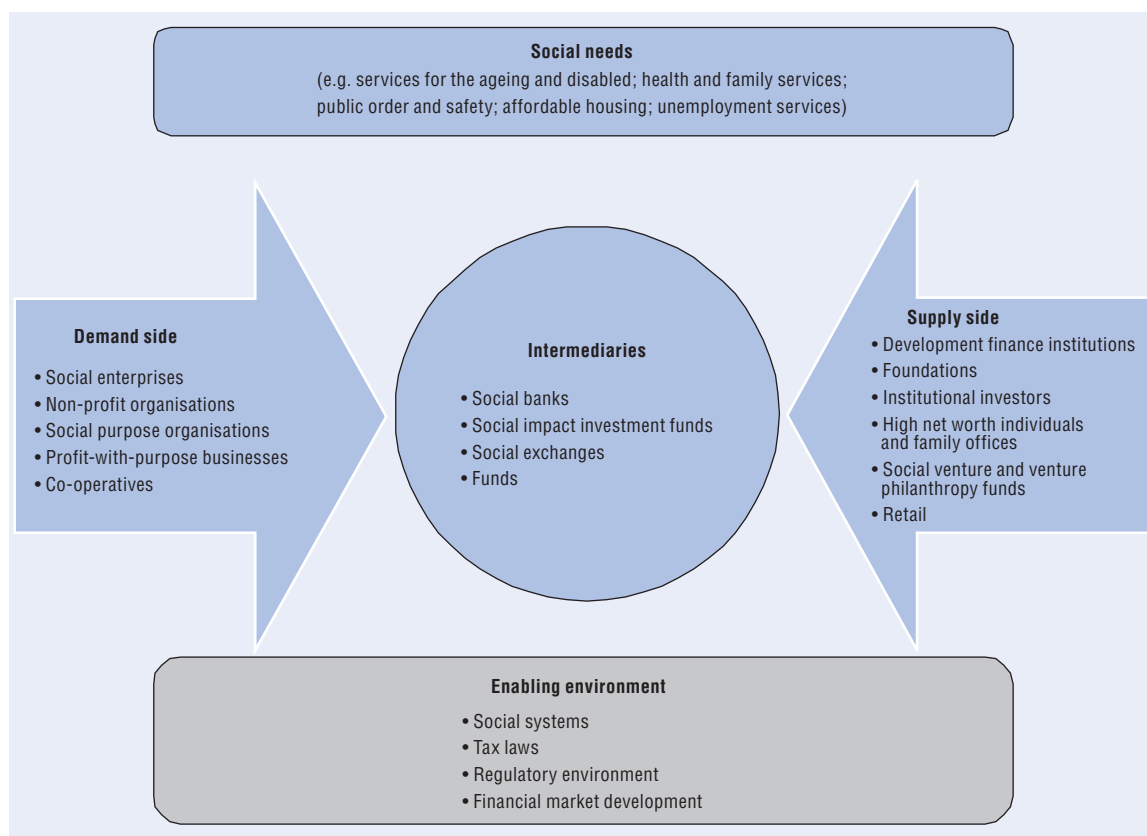 Social needs
(e.g. services for the ageing and disabled; health and family services;
public order and safety; affordable housing; unemployment services)
Demand side
• Social enterprises
• Non-profit organisations
• Social purpose organisations
• Profit-with-purpose businesses
• Co-operatives
Intermediaries
• Social banks
• Social impact investment funds
• Social exchanges
• Funds
Supply side
• Development finance institutions
• Foundations
• Institutional investors
• High net worth individuals
and family offices
• Social venture and venture
philanthropy funds
• Retail
Enabling environment
• Social systems
• Tax laws
• Regulatory environment
• Financial market development